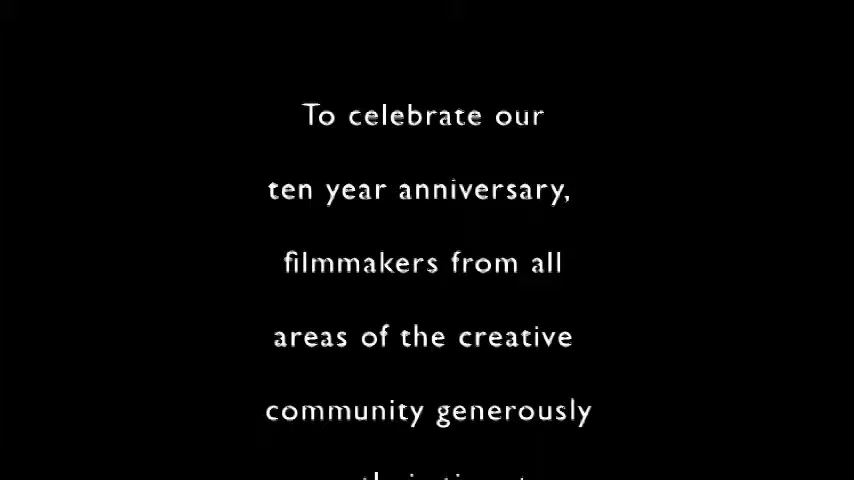 To celebrate our
ten year anniversary,
filmmakers from all
areas of the creative
community generously